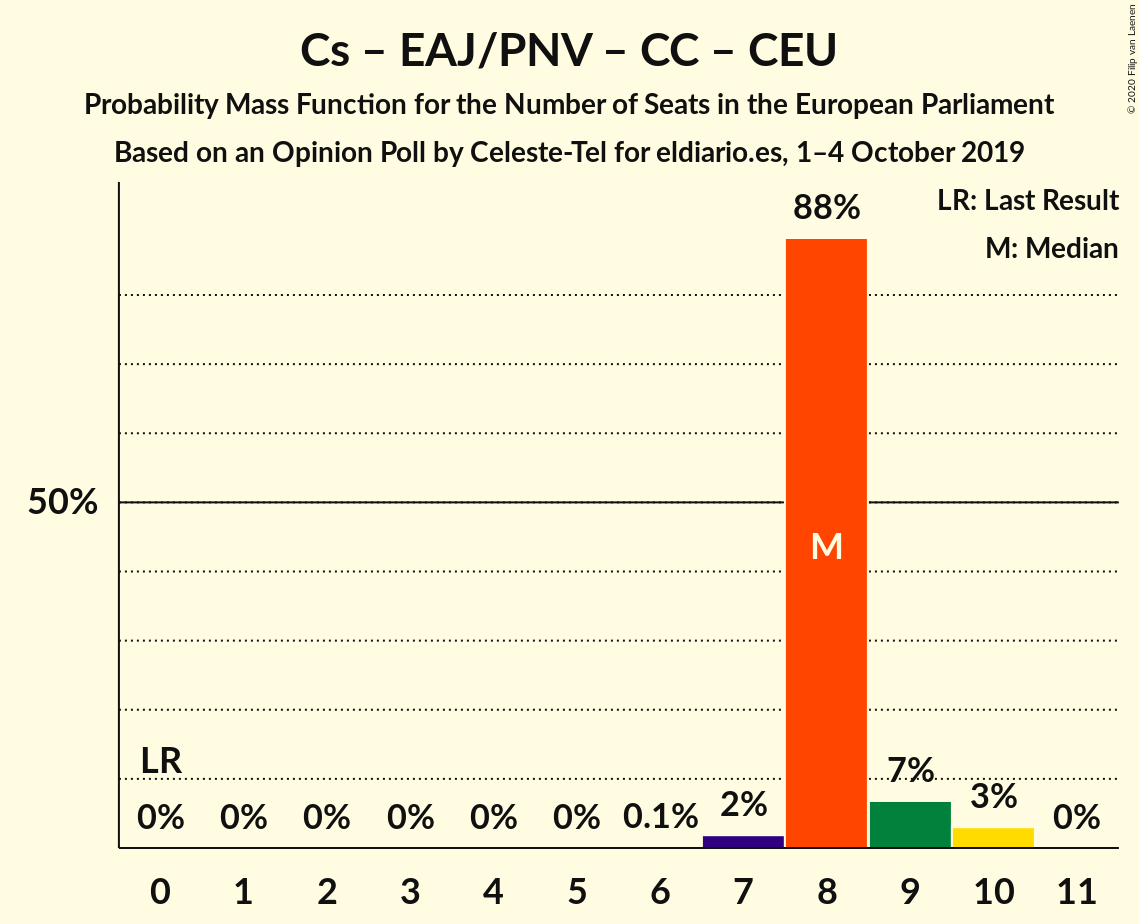 Cs – EAJ/PNV – CC – CEU
Probability Mass Function for the Number of Seats in the European Parliament
Based on an Opinion Poll by Celeste-Tel for eldiario.es, 1–4 October 2019
© 2020 Filip van Laenen
LR: Last Result
M: Median
88%
50%
M
LR
0% 0% 0% 0% 0% 0% 0.1% 2% 7% 3% 0%
0 1 2 3 4 5 6 7 8 9 10 11